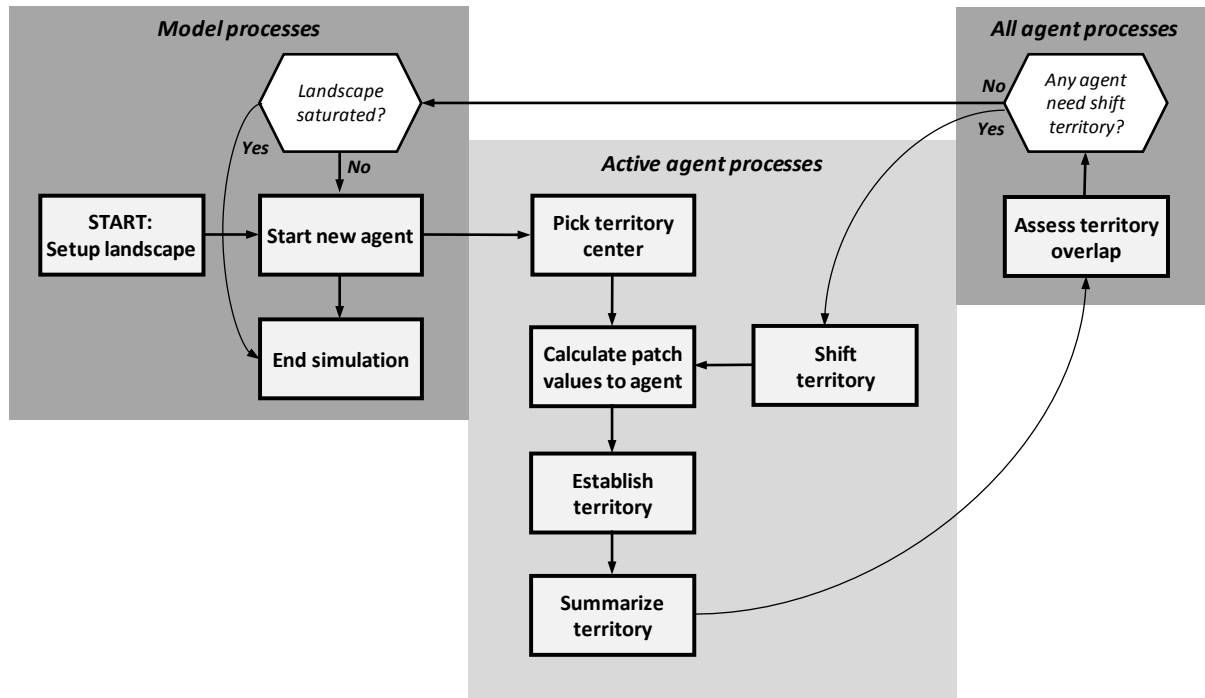 Model processes
Landscape
saturated?
Yes
No
START:
Setup landscape
Start new agent
End simulation
Active agent processes
Pick territory
center
Calculate patch
values to agent
Shift
territory
Establish
territory
Summarize
territory
All agent processes
No
Yes
Any agent
need shift
territory?
Assess territory
overlap